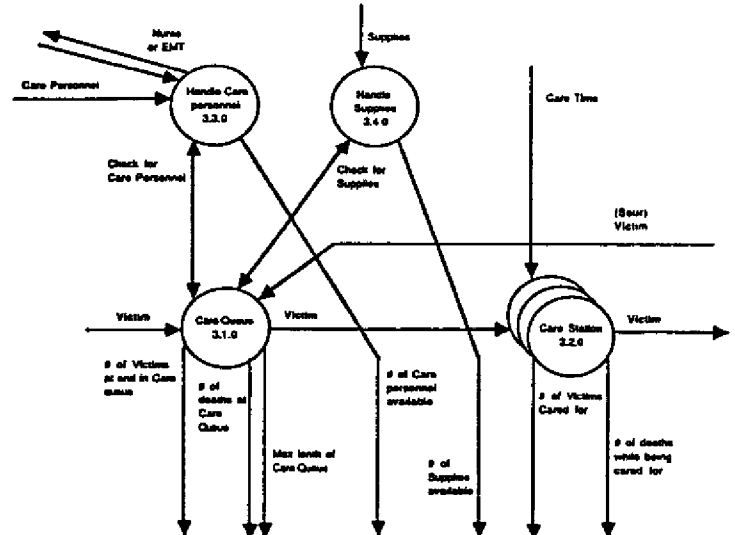 Nurse
or EMT
Supplies
Care Personnel
Handle Care
personnel
3.3.0
Handle
Supplies
3.4.0
Care Time
Check for
Care Personnel
Check for
Supplies
Victim
Victim
Care Queue
3.1.0
Victim
Care Station
3.2.0
Victim
# of Victims
at end in Care
queue
# of
deaths at
Care
Queue
Max lenth of
Care Queue
# of Care
personnel
available
# of
Supplies
available
# of Victims
Cared for
# of deaths
while being
cared for